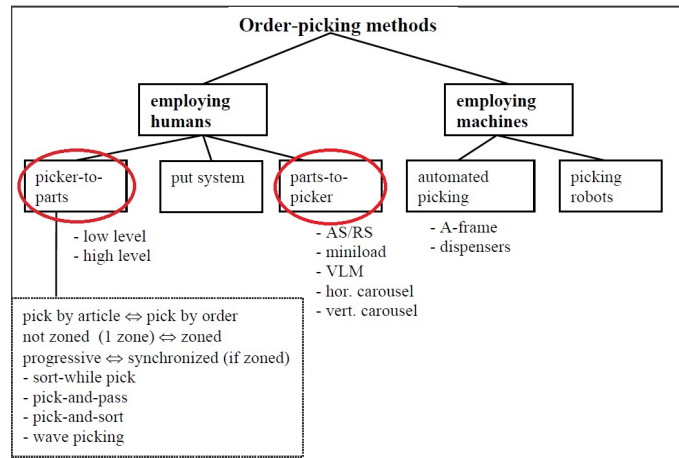 Order-picking methods
employing
humans
employing
machines
picker-to-
parts
put system
parts-to-
picker
automated
picking
picking
robots
- low level
- high level
- AS/RS
- miniload
- VLM
- hor. carousel
- vert. carousel
- A-frame
- dispensers
pick by article ⇔ pick by order
not zoned (1 zone) ⇔ zoned
progressive ⇔ synchronized (if zoned)
- sort-while pick
- pick-and-pass
- pick-and-sort
- wave picking